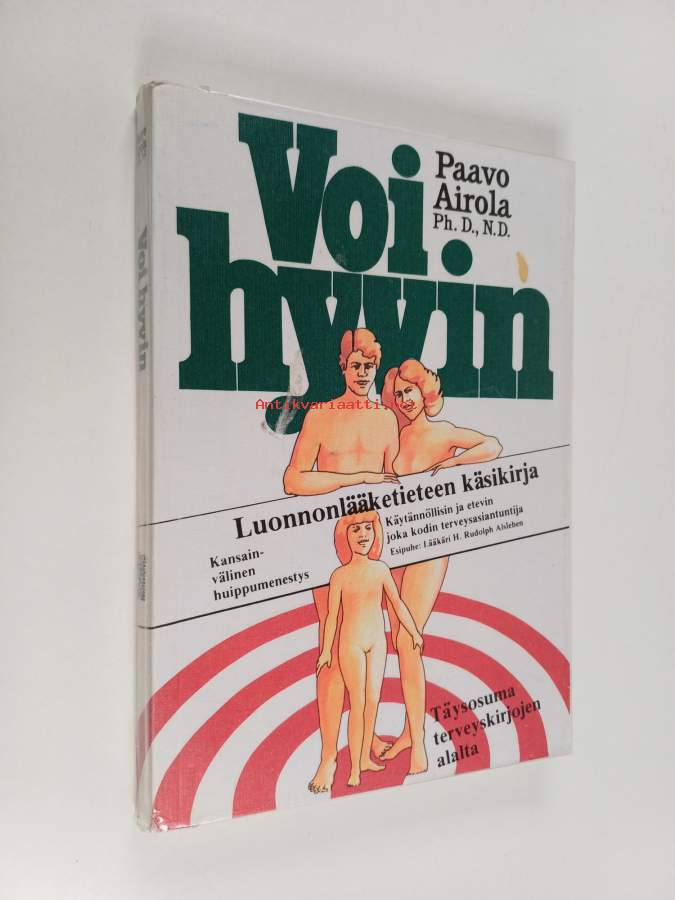 Voi
hyvin
Paavo
Airola
Ph. D., N.D.
Antikvariaatti.
Luonnonlääketieteen käsikirja
Kansain-
välinen
huippumenestys
Käytännöllisin ja etevin
joka kodin terveysasiantuntija
Esipuhe: Lääkäri H. Rudolph Alsleben
Täysosuma
terveyskirjojen
alalta
Voi hyvin